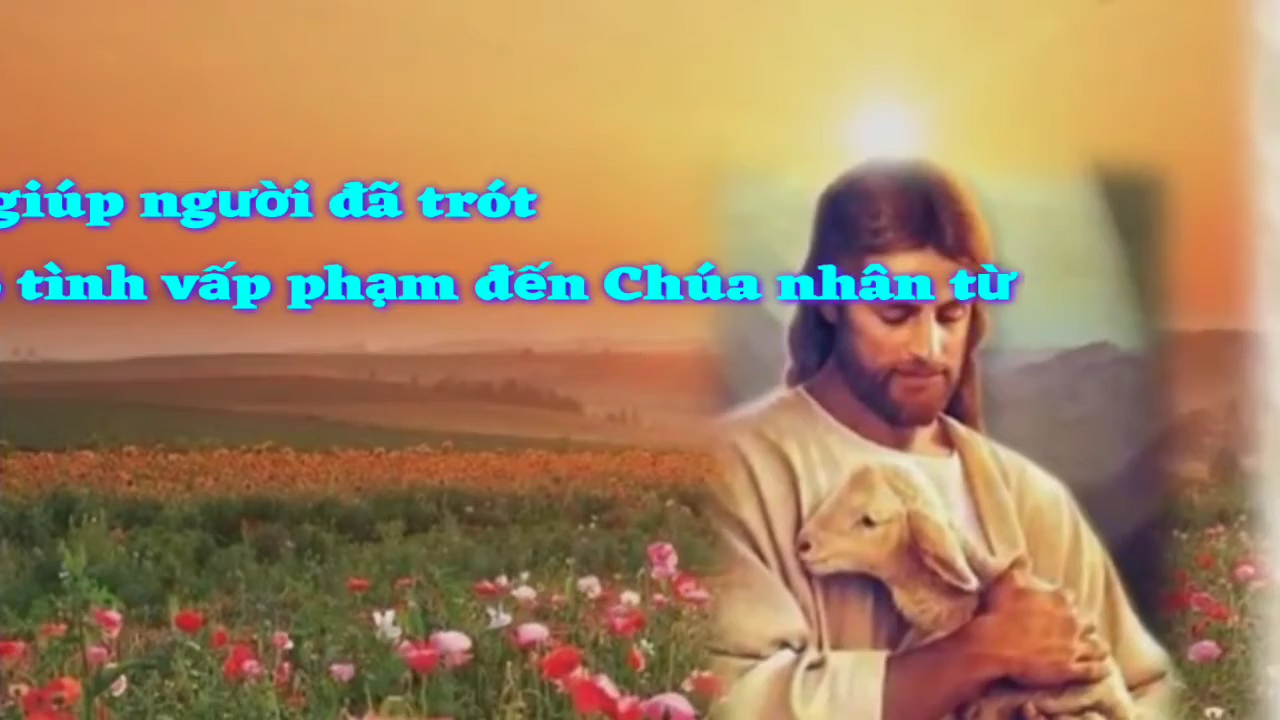 giúp người đã trót
tình vấp phạm đến Chúa nhân từ